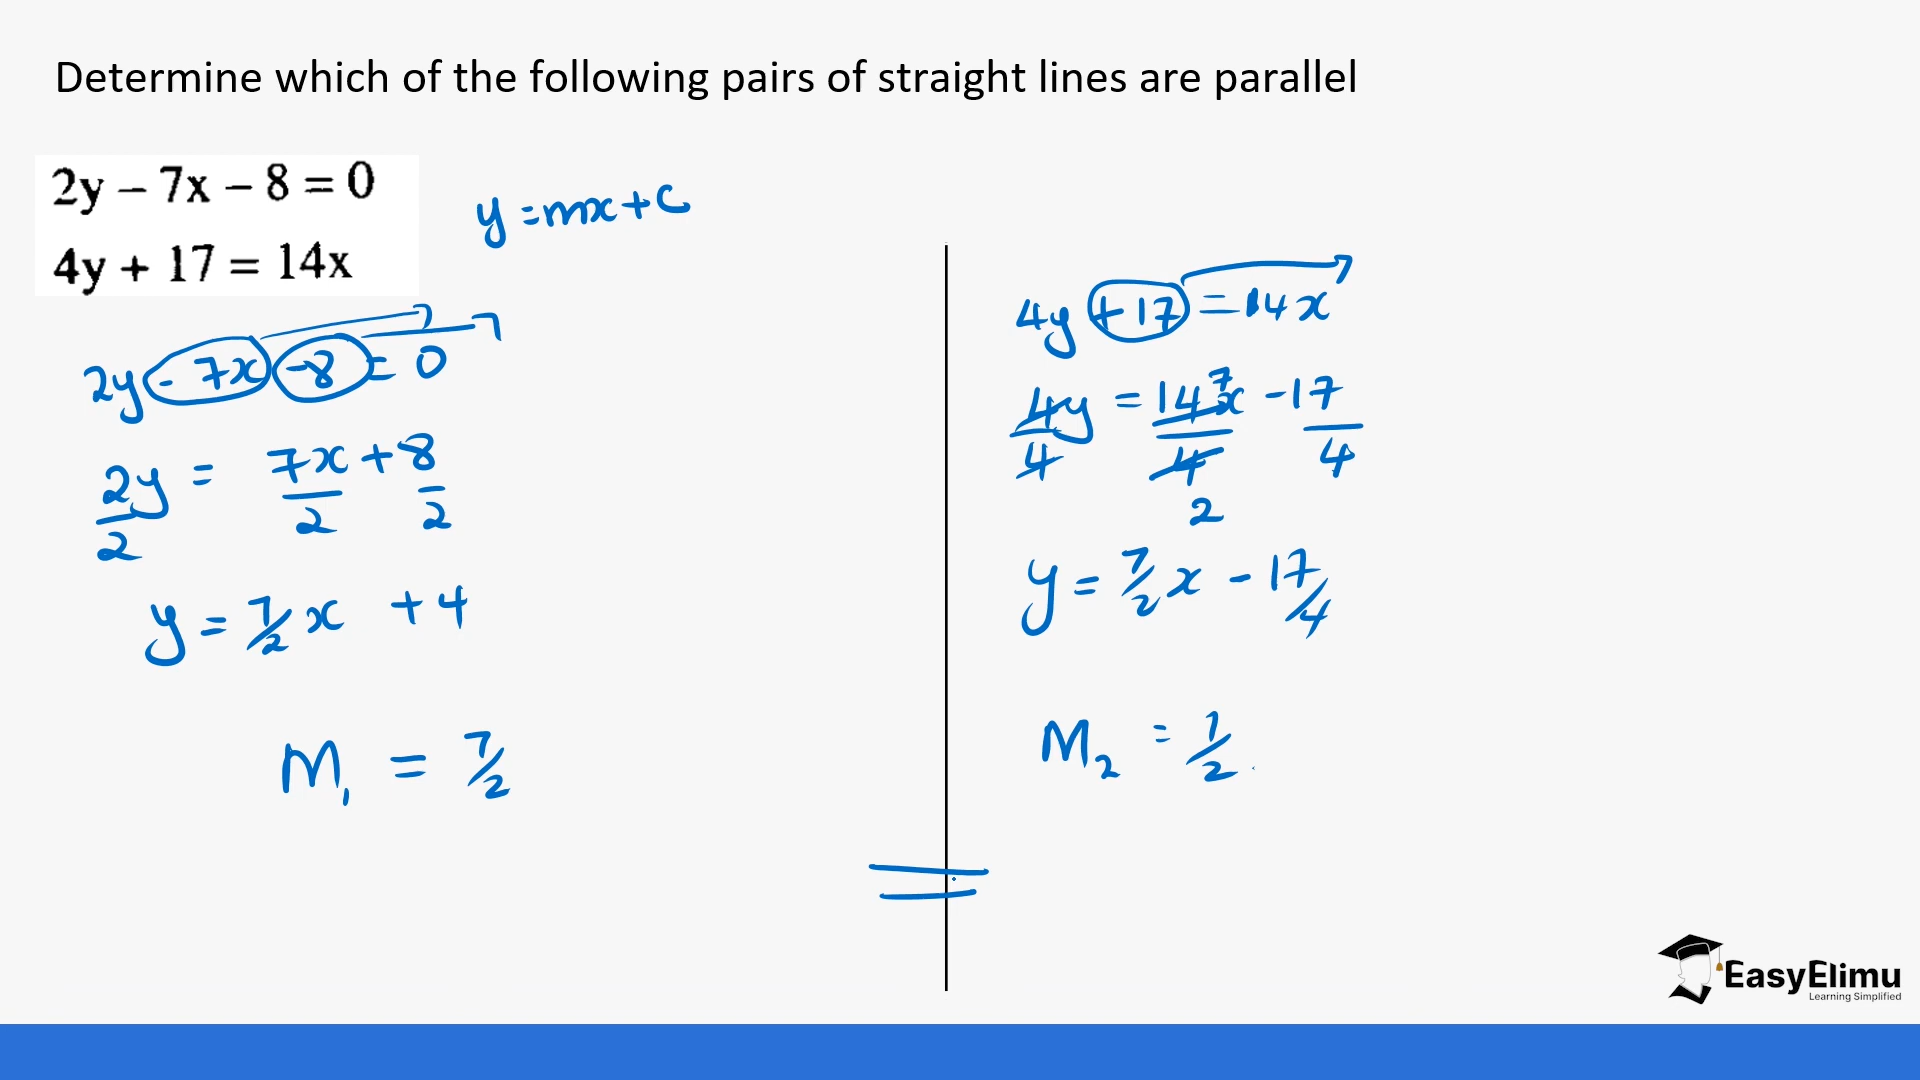 Determine which of the following pairs of straight lines are parallel
2y – 7x – 8 = 0
4y + 17 = 14x
y = mx + c
2y - 7x - 8 = 0
2y/2 = 7x/2 + 8/2
y = 7/2 x + 4
M1 = 7/2
4y + 17 = 14x
4y/4 = 14x/4 - 17/4
7
2
y = 7/2 x - 17/4
M2 = 7/2
EasyElimu
Learning Simplified